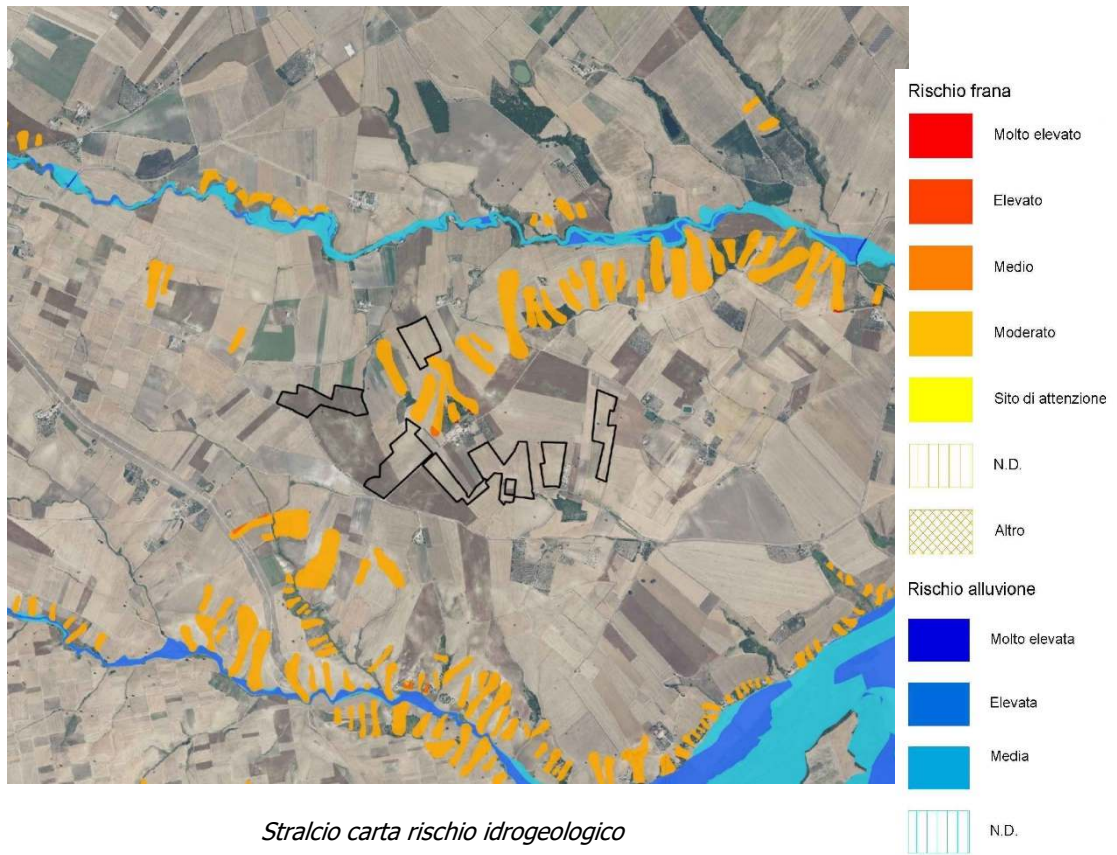 Rischio frana
Molto elevato
Elevato
Medio
Moderato
Sito di attenzione
N.D.
Altro
Rischio alluvione
Molto elevata
Elevata
Media
N.D.
Stralcio carta rischio idrogeologico